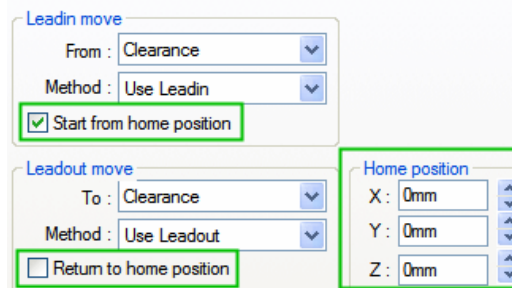 Leadin move
From : Clearance
Method : Use Leadin
Start from home position
Leadout move
To : Clearance
Method : Use Leadout
Return to home position
Home position
X : 0mm
Y : 0mm
Z : 0mm